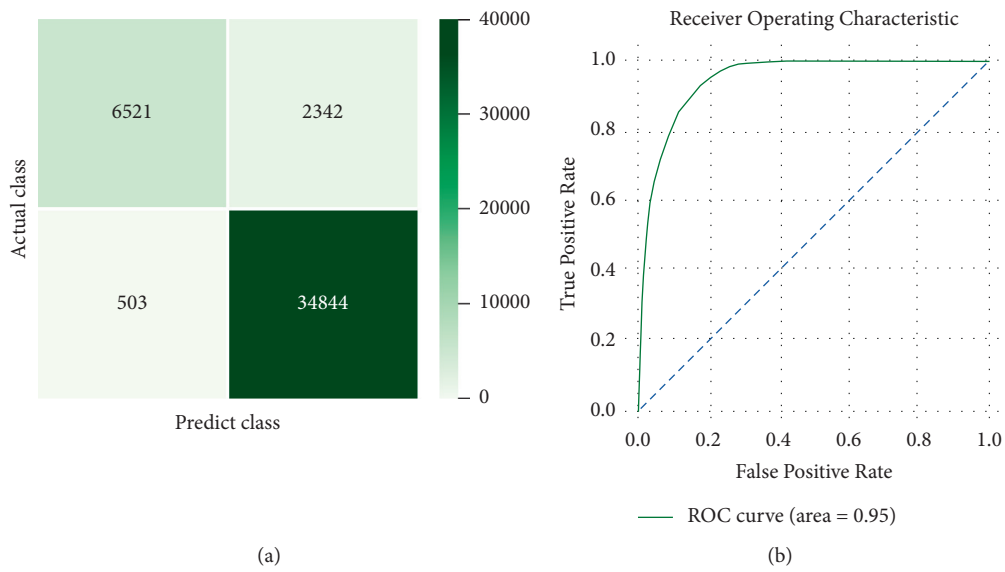 Actual class
6521
2342
503
34844
Predict class
40000
30000
20000
10000
0
(a)
Receiver Operating Characteristic
True Positive Rate
1.0
0.8
0.6
0.4
0.2
0.0
0.0 0.2 0.4 0.6 0.8 1.0
False Positive Rate
ROC curve (area = 0.95)
(b)